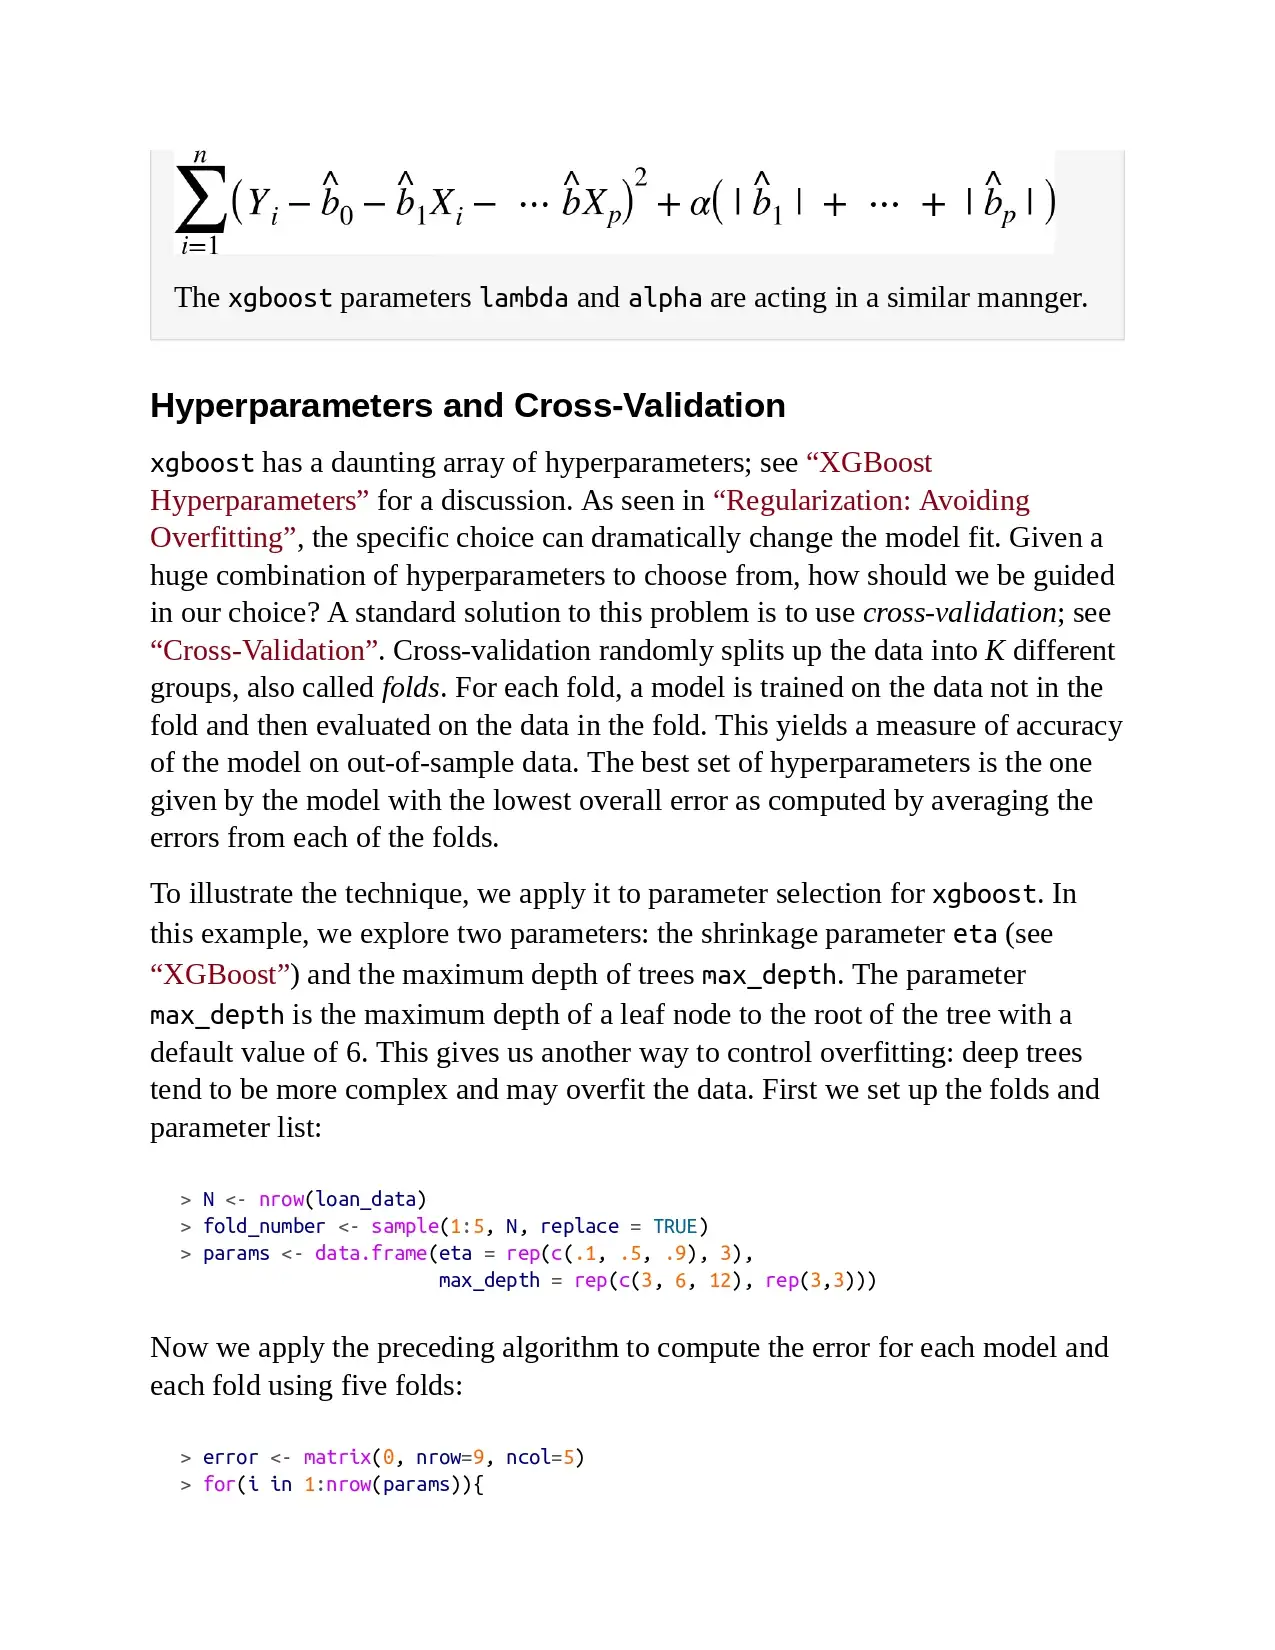 n
∑(Y_i − b̂_0 − b̂_1X_i − ⋯ b̂X_p)^2 + α(|b̂_1| + ⋯ + |b̂_p|)
i=1
The xgboost parameters lambda and alpha are acting in a similar mannger.
Hyperparameters and Cross-Validation
xgboost has a daunting array of hyperparameters; see “XGBoost
Hyperparameters” for a discussion. As seen in “Regularization: Avoiding
Overfitting”, the specific choice can dramatically change the model fit. Given a
huge combination of hyperparameters to choose from, how should we be guided
in our choice? A standard solution to this problem is to use cross-validation; see
“Cross-Validation”. Cross-validation randomly splits up the data into K different
groups, also called folds. For each fold, a model is trained on the data not in the
fold and then evaluated on the data in the fold. This yields a measure of accuracy
of the model on out-of-sample data. The best set of hyperparameters is the one
given by the model with the lowest overall error as computed by averaging the
errors from each of the folds.
To illustrate the technique, we apply it to parameter selection for xgboost. In
this example, we explore two parameters: the shrinkage parameter eta (see
“XGBoost”) and the maximum depth of trees max_depth. The parameter
max_depth is the maximum depth of a leaf node to the root of the tree with a
default value of 6. This gives us another way to control overfitting: deep trees
tend to be more complex and may overfit the data. First we set up the folds and
parameter list:
> N <- nrow(loan_data)
> fold_number <- sample(1:5, N, replace = TRUE)
> params <- data.frame(eta = rep(c(.1, .5, .9), 3),
max_depth = rep(c(3, 6, 12), rep(3,3)))
Now we apply the preceding algorithm to compute the error for each model and
each fold using five folds:
> error <- matrix(0, nrow=9, ncol=5)
> for(i in 1:nrow(params)){